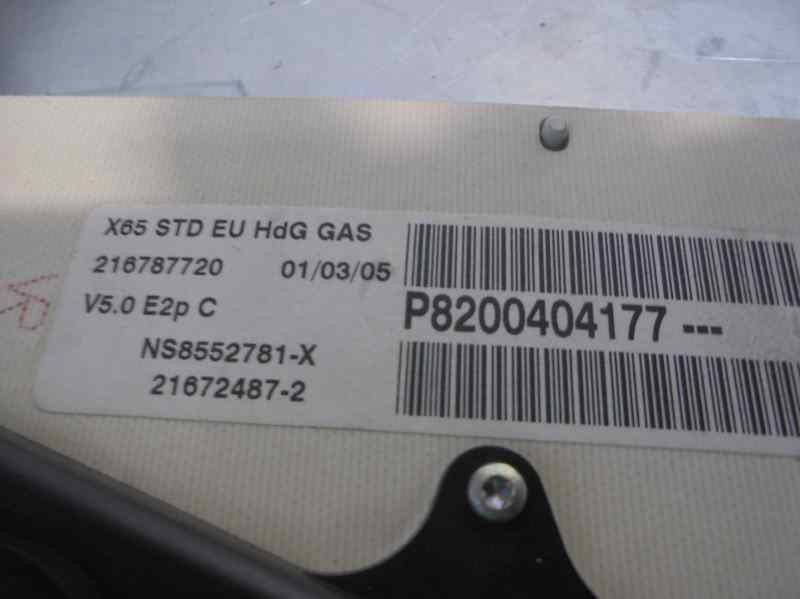 X65 STD EU HdG GAS
216787720 01/03/05
V5.0 E2p C
P8200404177 ---
NS8552781-X
21672487-2